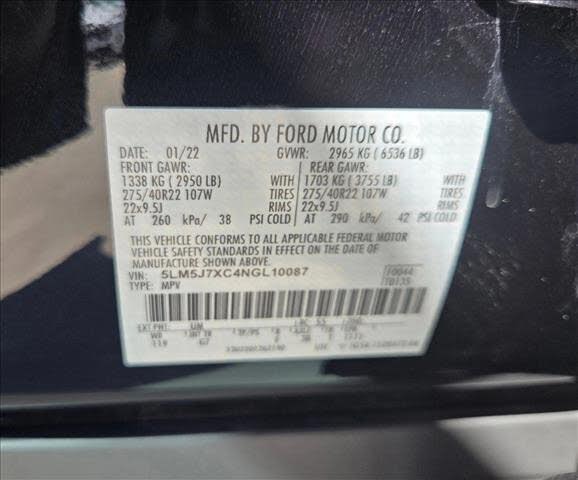 MFD. BY FORD MOTOR CO.
DATE: 01/22 GVWR: 2965 KG ( 6536 LB)
FRONT GAWR: REAR GAWR:
1338 KG ( 2950 LB) WITH 1703 KG ( 3755 LB) WITH
275/40R22 107W TIRES 275/40R22 107W TIRES
22x9.5J RIMS 22x9.5J RIMS
AT 260 kPa/ 38 PSI COLD AT 290 kPa/ 42 PSI COLD
THIS VEHICLE CONFORMS TO ALL APPLICABLE FEDERAL MOTOR
VEHICLE SAFETY STANDARDS IN EFFECT ON THE DATE OF
MANUFACTURE SHOWN ABOVE.
VIN: 5LM5J7XC4NGL10087
TYPE: MPV
EXT PNT: UM